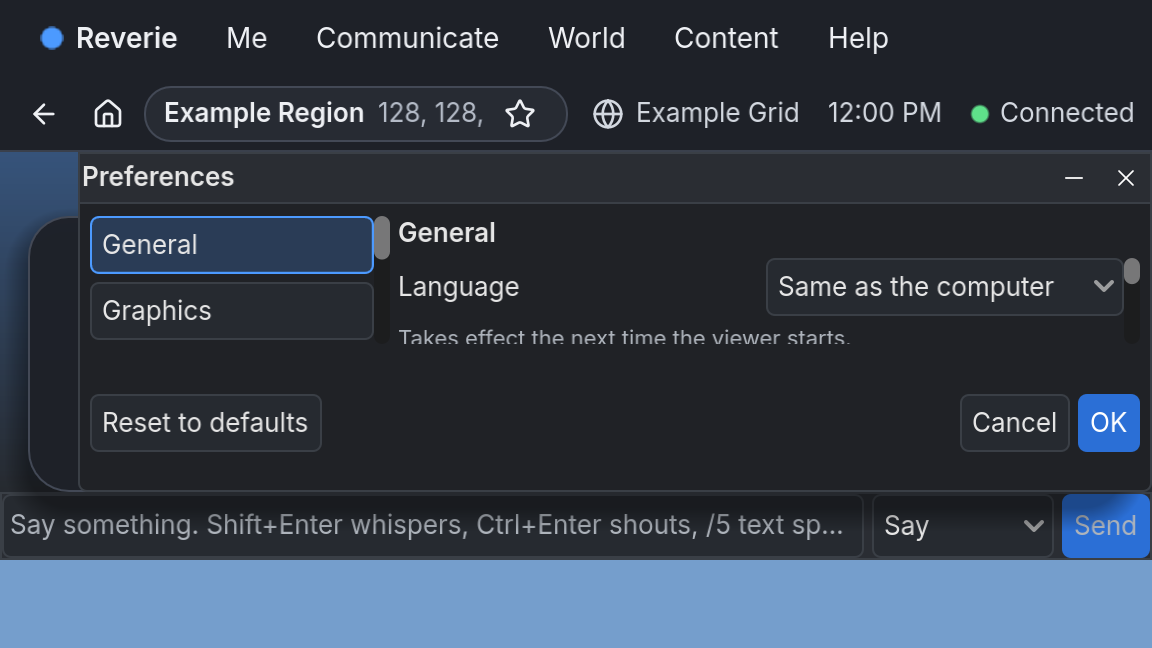 Reverie Me Communicate World Content Help
Example Region 128, 128, Example Grid 12:00 PM Connected
Preferences
General
General
Language Same as the computer
Graphics
Takes effect the next time the viewer starts.
Reset to defaults Cancel OK
Say something. Shift+Enter whispers, Ctrl+Enter shouts, /5 text sp... Say Send